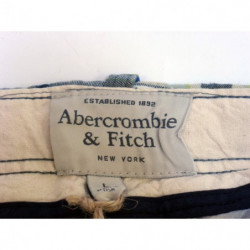 ESTABLISHED 1892
Abercrombie
& Fitch
NEW YORK